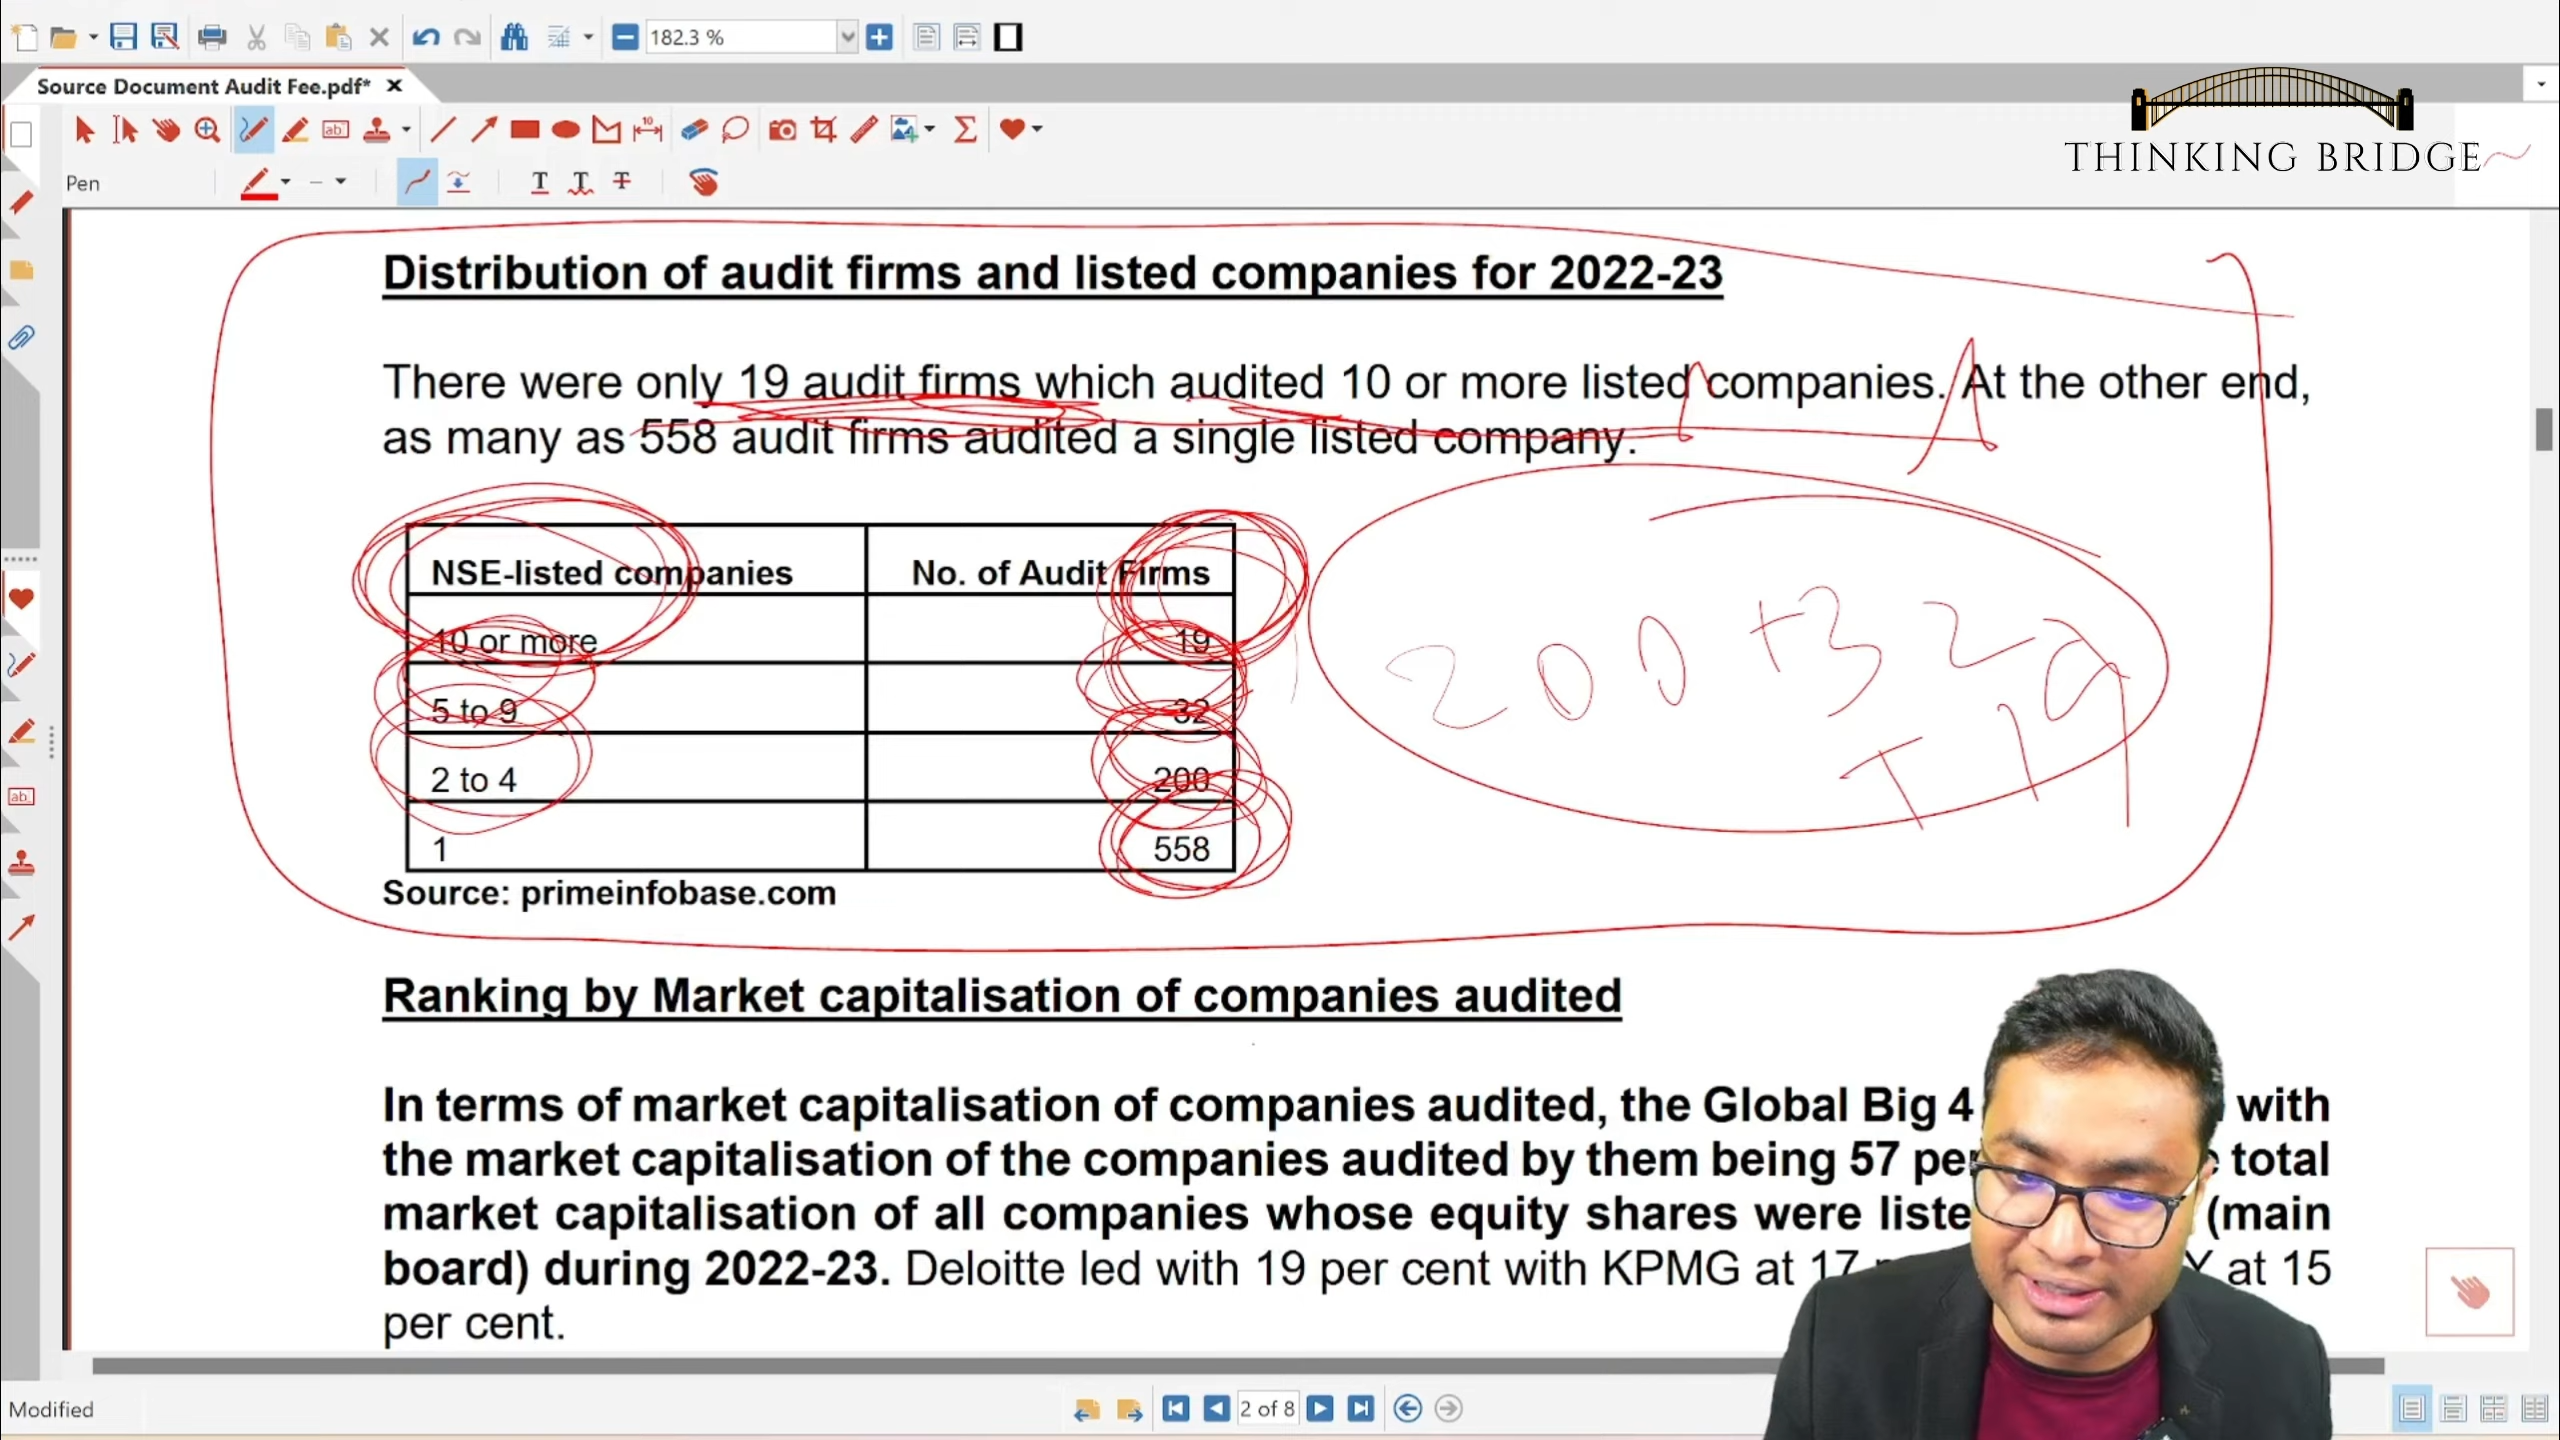 182.3 %
Source Document Audit Fee.pdf*
THINKING BRIDGE
Pen
Distribution of audit firms and listed companies for 2022-23
There were only 19 audit firms which audited 10 or more listed companies. At the other end,
as many as 558 audit firms audited a single listed company.
NSE-listed companies No. of Audit Firms
10 or more 19
5 to 9 32
2 to 4 200
1 558
200 + 32
+ 19
Source: primeinfobase.com
Ranking by Market capitalisation of companies audited
In terms of market capitalisation of companies audited, the Global Big 4 with
the market capitalisation of the companies audited by them being 57 total
market capitalisation of all companies whose equity shares were (main
board) during 2022-23. Deloitte led with 19 per cent with KPMG at 17 at 15
per cent.
Modified
2 of 8